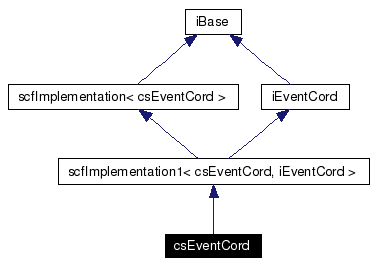 iBase
scfImplementation< csEventCord >
iEventCord
scfImplementation1< csEventCord, iEventCord >
csEventCord